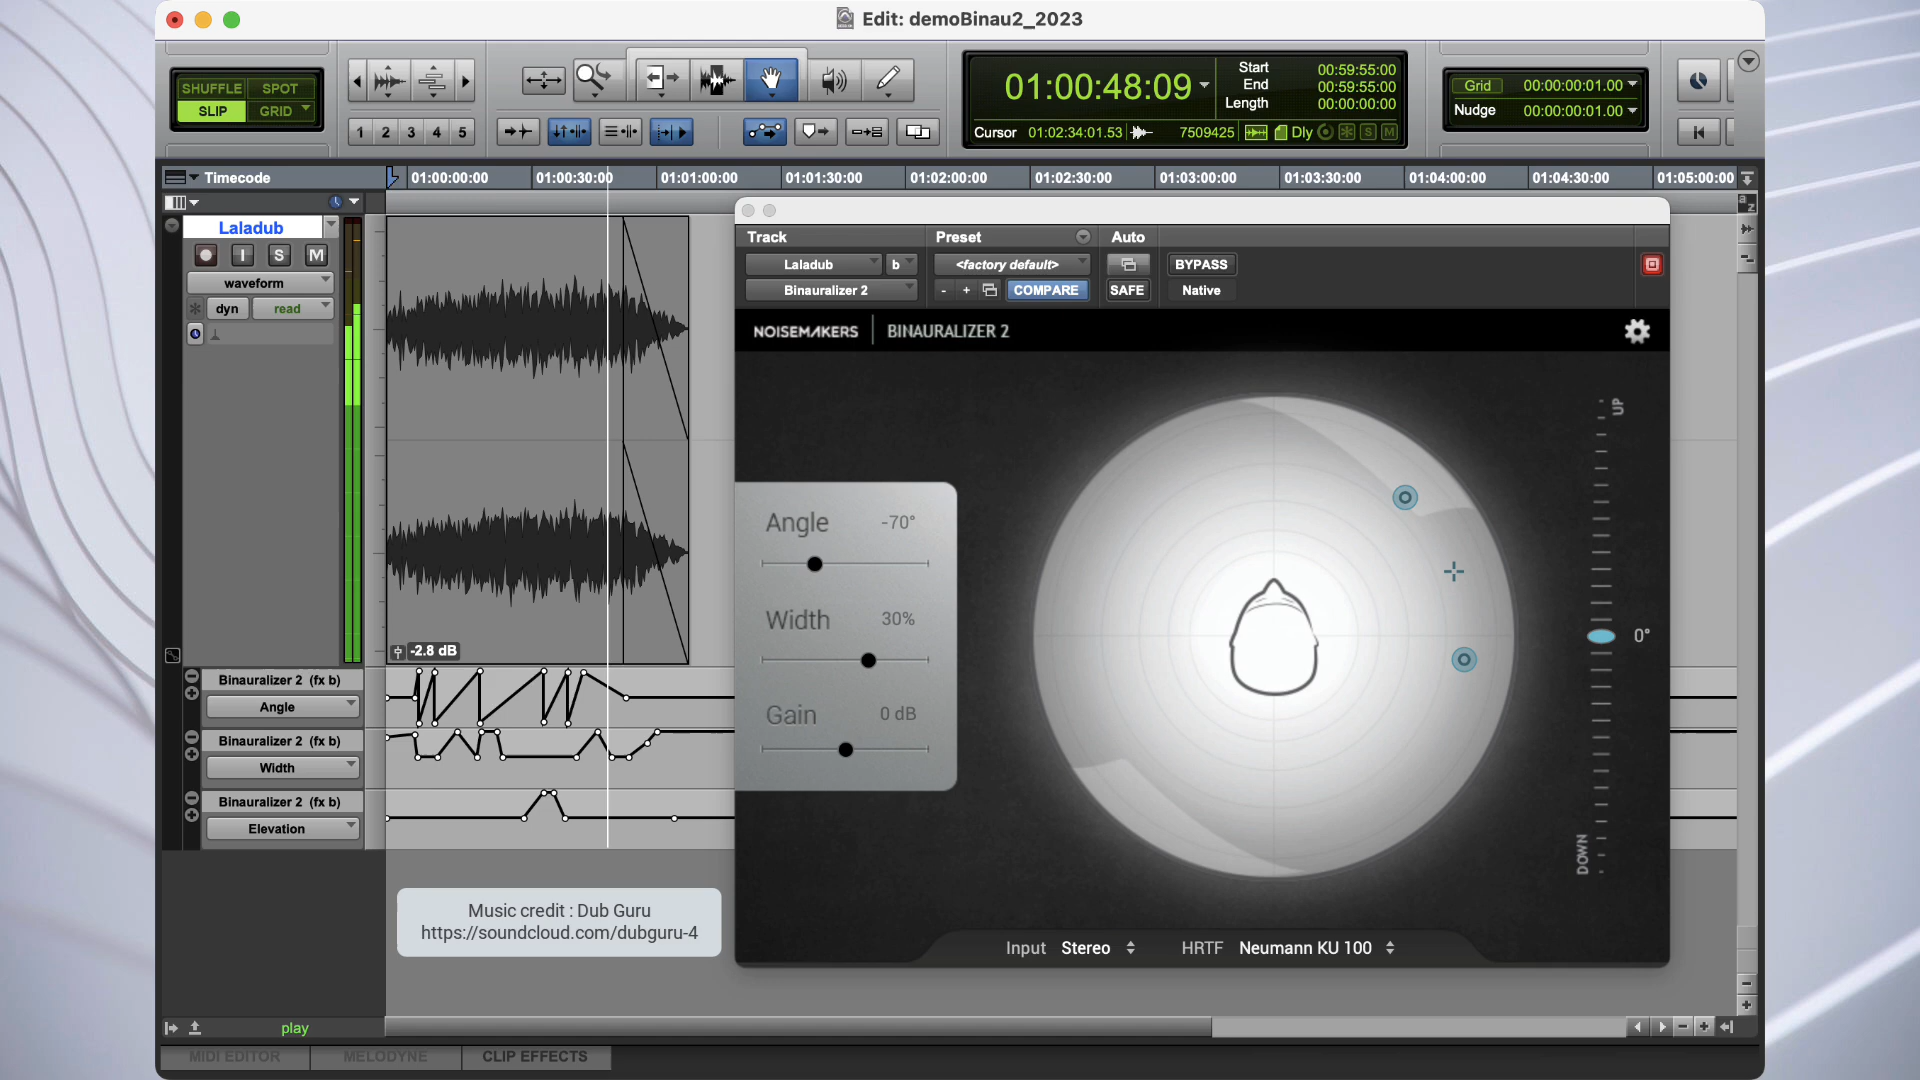 Edit: demoBinau2_2023
SHUFFLE SPOT
SLIP GRID
1 2 3 4 5
01:00:48:09
Start 00:59:55:00
End 00:59:55:00
Length 00:00:00:00
Cursor 01:02:34:01.53 7509425 Dly S M
Grid 00:00:00:01.00
Nudge 00:00:00:01.00
Timecode
01:00:00:00 01:00:30:00 01:01:00:00 01:01:30:00 01:02:00:00 01:02:30:00 01:03:00:00 01:03:30:00 01:04:00:00 01:04:30:00 01:05:00:00
a z
Laladub
I S M
waveform
dyn read
-2.8 dB
Binauralizer 2 (fx b)
Angle
Binauralizer 2 (fx b)
Width
Binauralizer 2 (fx b)
Elevation
Track Preset Auto
Laladub b <factory default> BYPASS
Binauralizer 2 - + COMPARE SAFE Native
NOISEMAKERS BINAURALIZER 2
UP
Angle -70°
Width 30%
0°
Gain 0 dB
DOWN
Input Stereo HRTF Neumann KU 100
Music credit : Dub Guru
https://soundcloud.com/dubguru-4
play
MIDI EDITOR MELODYNE CLIP EFFECTS